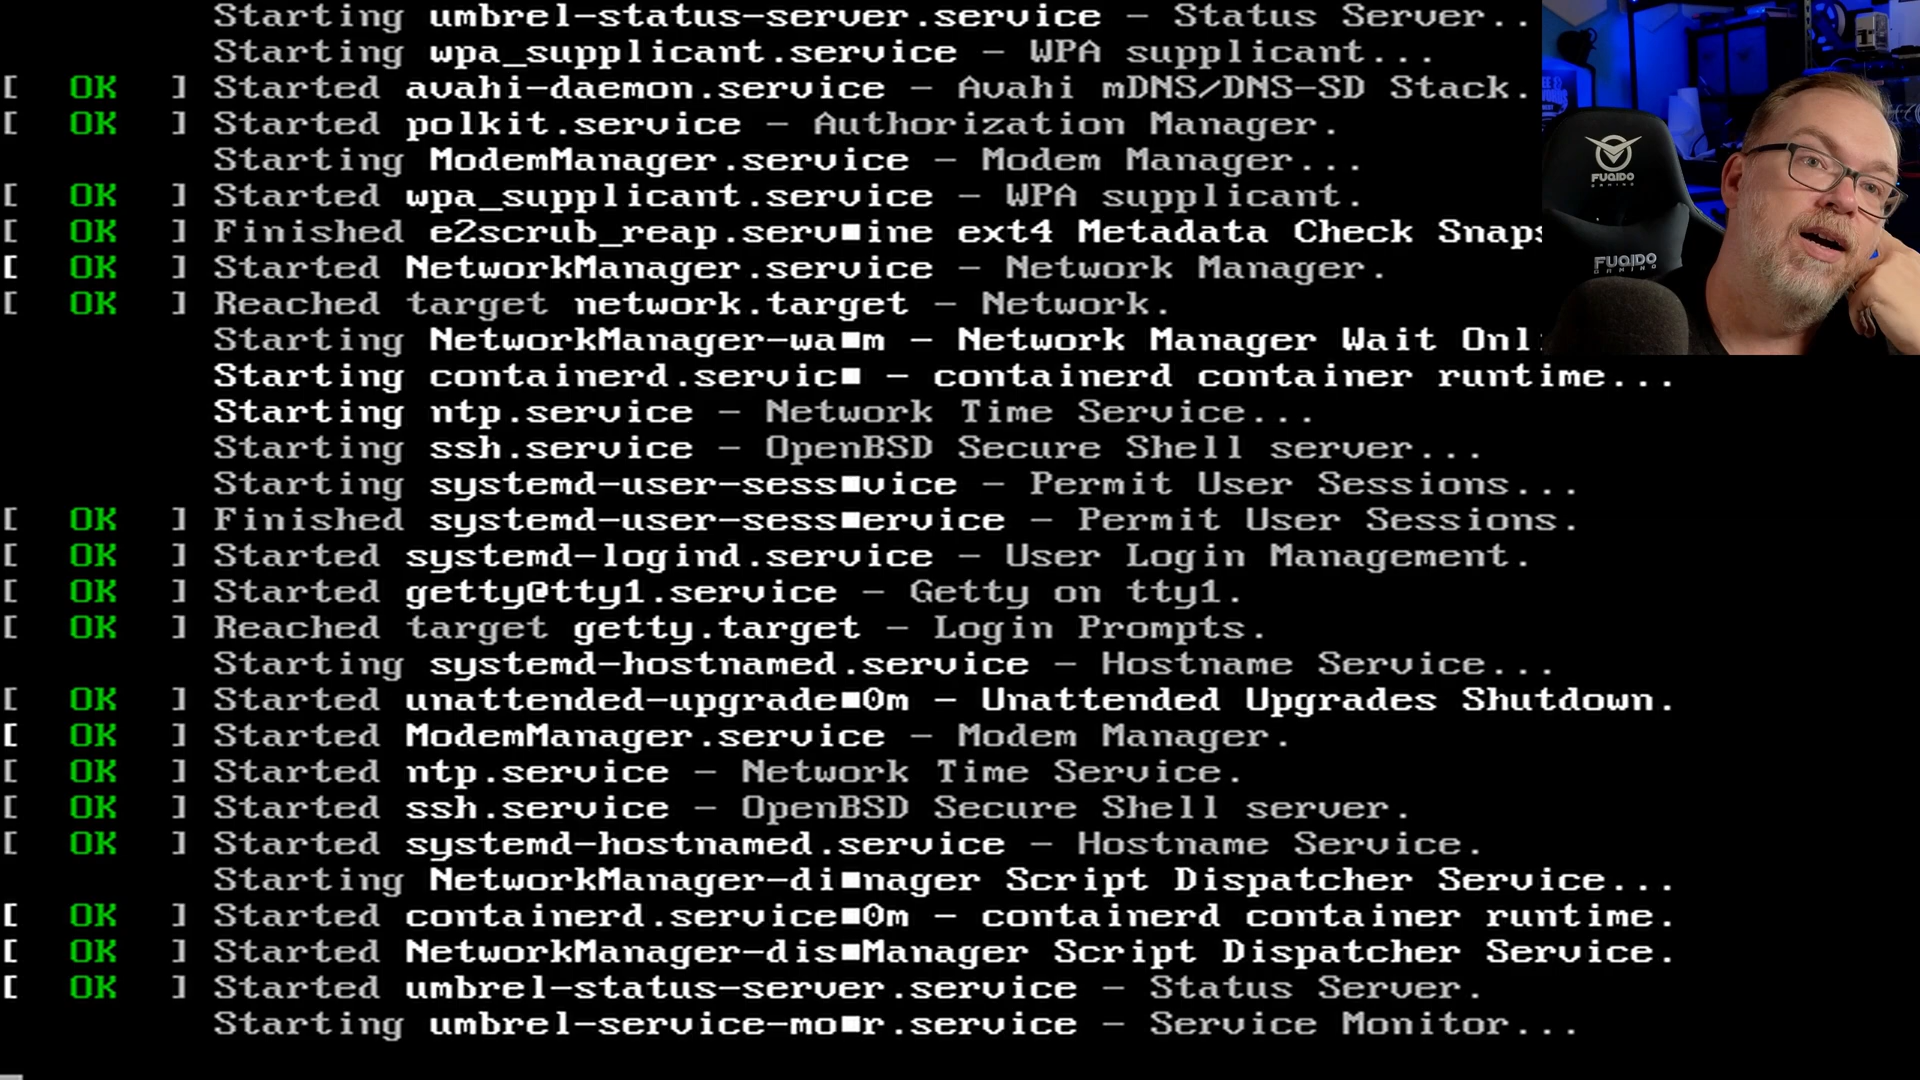 Starting umbrel-status-server.service - Status Server..
Starting wpa_supplicant.service - WPA supplicant...
[ OK ] Started avahi-daemon.service - Avahi mDNS/DNS-SD Stack.
[ OK ] Started polkit.service - Authorization Manager.
Starting ModemManager.service - Modem Manager...
[ OK ] Started wpa_supplicant.service - WPA supplicant.
[ OK ] Finished e2scrub_reap.serv■ine ext4 Metadata Check Snaps
[ OK ] Started NetworkManager.service - Network Manager.
[ OK ] Reached target network.target - Network.
Starting NetworkManager-wa■m - Network Manager Wait Onl
Starting containerd.servic■ - containerd container runtime...
Starting ntp.service - Network Time Service...
Starting ssh.service - OpenBSD Secure Shell server...
Starting systemd-user-sess■vice - Permit User Sessions...
[ OK ] Finished systemd-user-sess■ervice - Permit User Sessions.
[ OK ] Started systemd-logind.service - User Login Management.
[ OK ] Started getty@tty1.service - Getty on tty1.
[ OK ] Reached target getty.target - Login Prompts.
Starting systemd-hostnamed.service - Hostname Service...
[ OK ] Started unattended-upgrade■0m - Unattended Upgrades Shutdown.
[ OK ] Started ModemManager.service - Modem Manager.
[ OK ] Started ntp.service - Network Time Service.
[ OK ] Started ssh.service - OpenBSD Secure Shell server.
[ OK ] Started systemd-hostnamed.service - Hostname Service.
Starting NetworkManager-di■nager Script Dispatcher Service...
[ OK ] Started containerd.service■0m - containerd container runtime.
[ OK ] Started NetworkManager-dis■Manager Script Dispatcher Service.
[ OK ] Started umbrel-status-server.service - Status Server.
Starting umbrel-service-mo■r.service - Service Monitor...
FUQIDO
GAMING
FUQIDO
GAMING